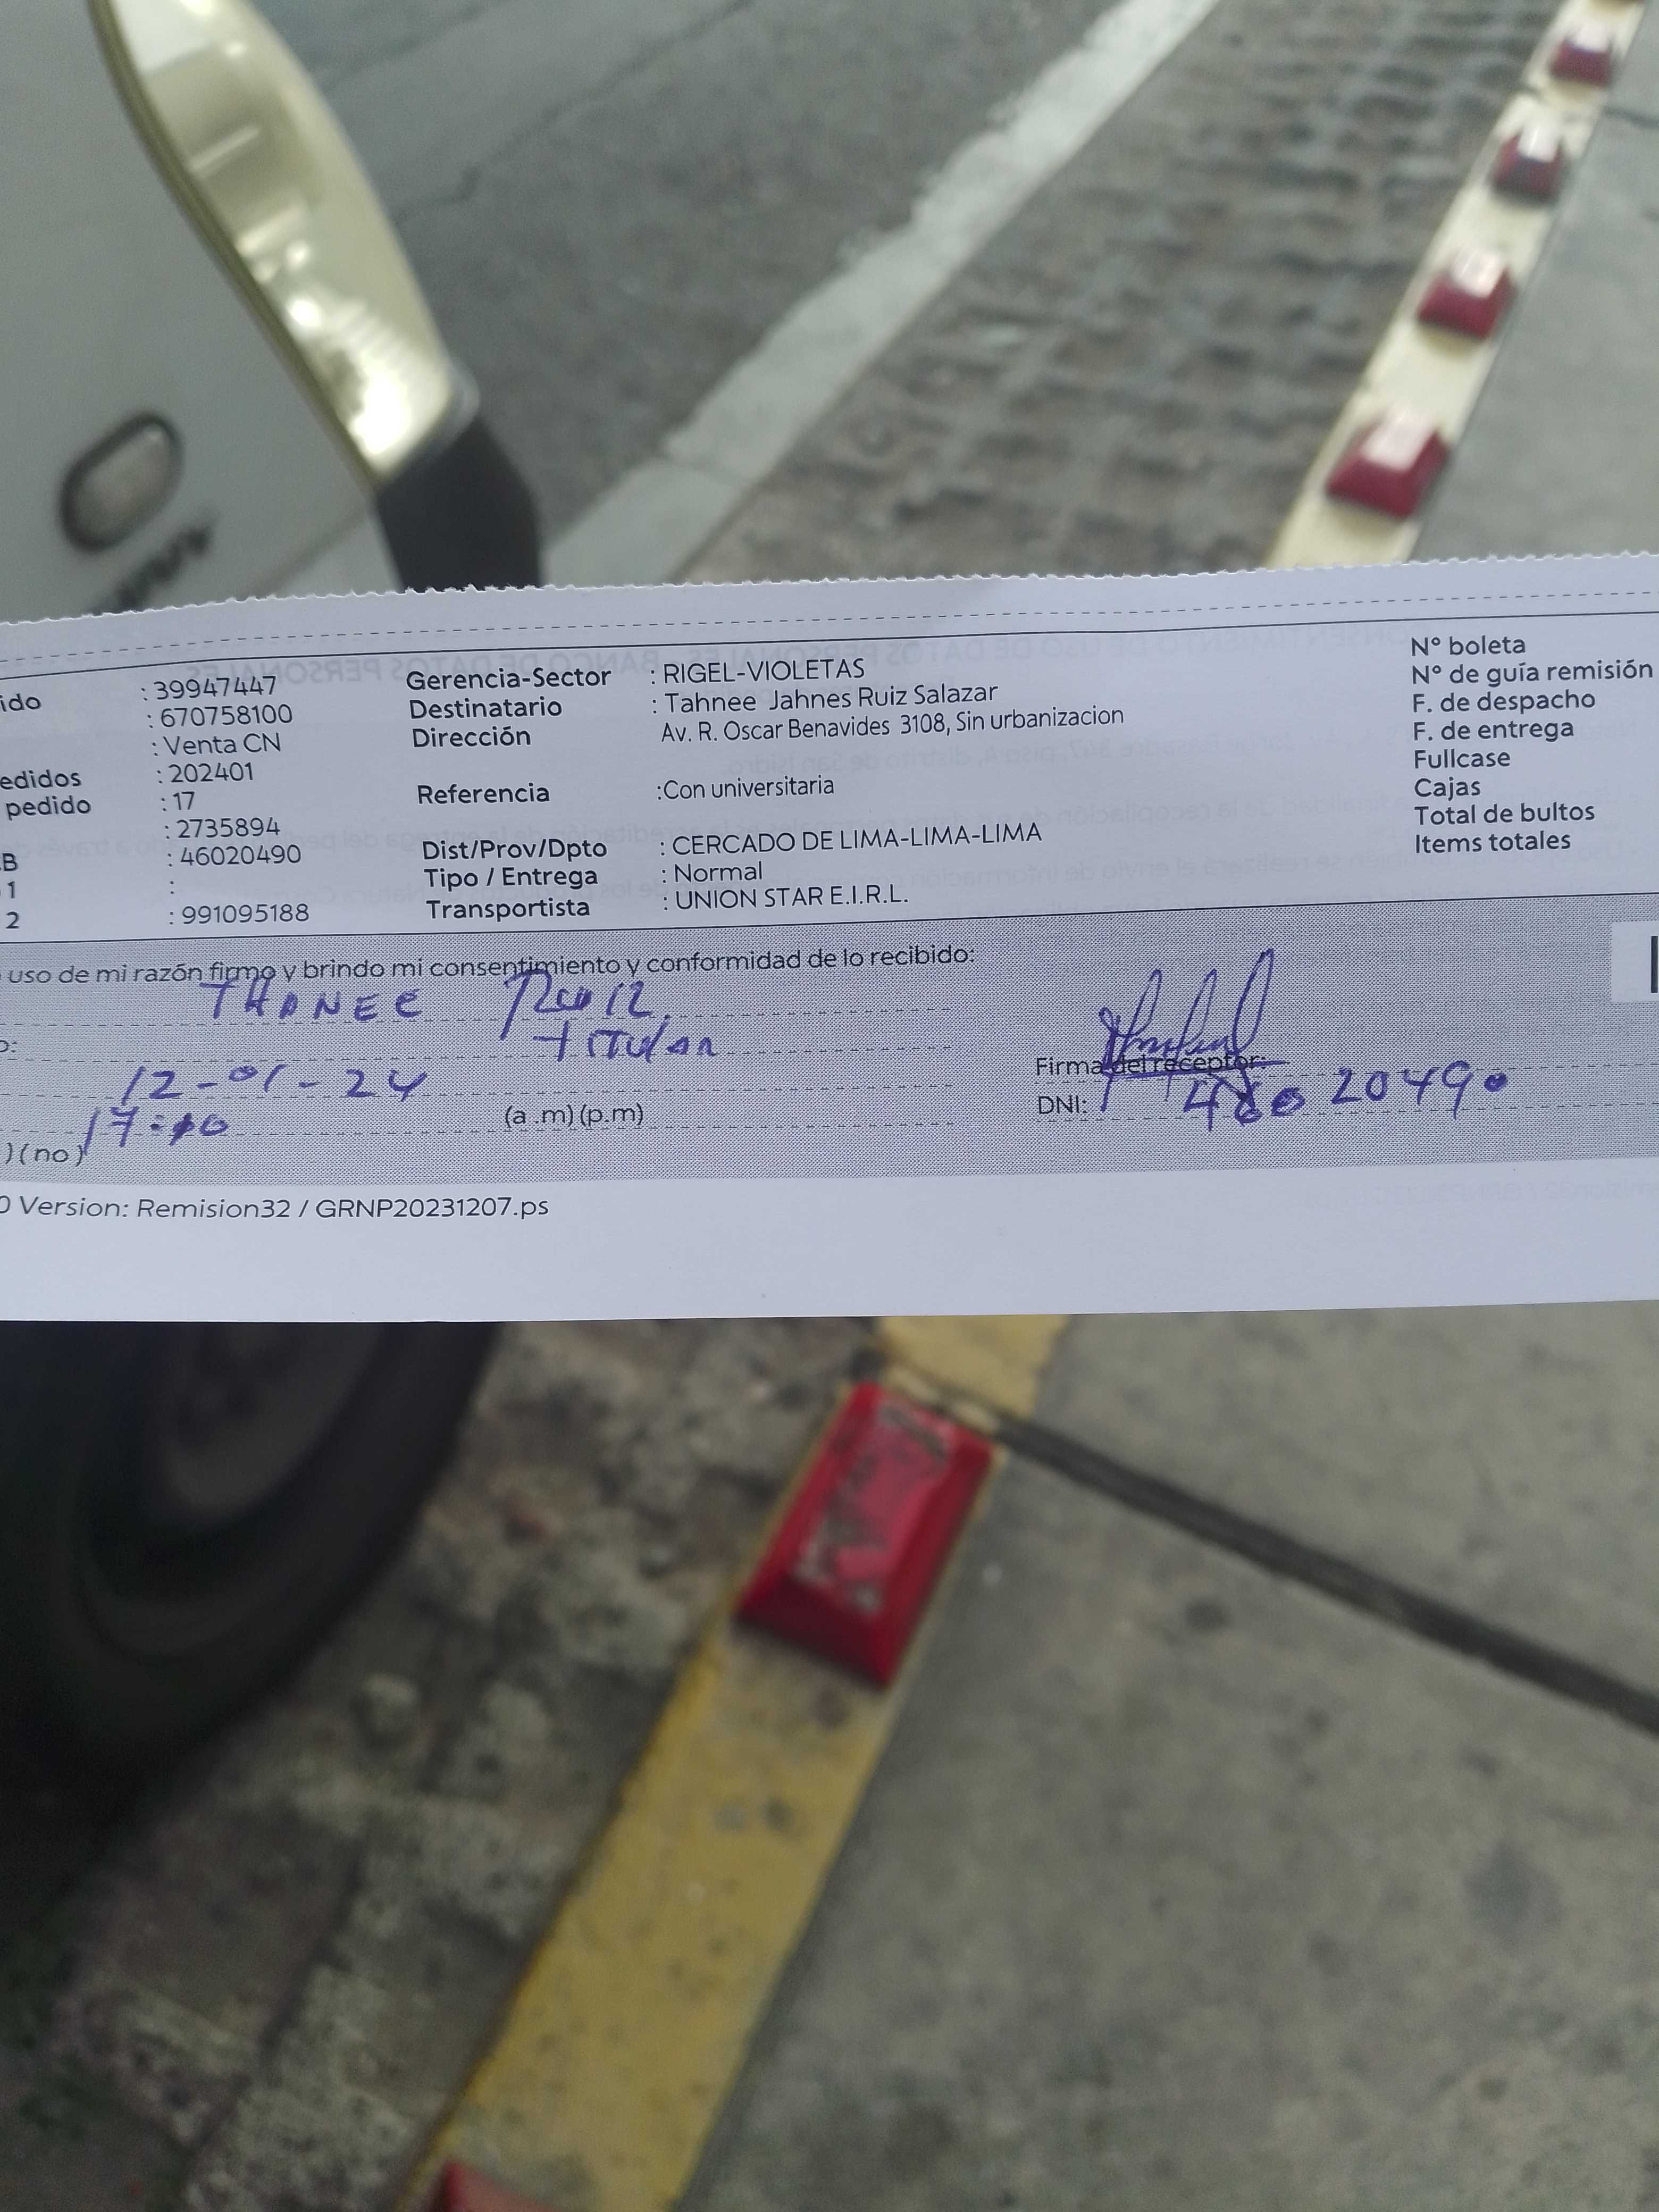 ido : 39947447 Gerencia-Sector : RIGEL-VIOLETAS Nº boleta
: 670758100 Destinatario : Tahnee Jahnes Ruiz Salazar Nº de guía remisión
: Venta CN Dirección Av. R. Oscar Benavides 3108, Sin urbanizacion F. de despacho
edidos : 202401 F. de entrega
pedido : 17 Referencia :Con universitaria Fullcase
: 2735894 Cajas
B : 46020490 Dist/Prov/Dpto : CERCADO DE LIMA-LIMA-LIMA Total de bultos
1 : Tipo / Entrega : Normal Items totales
2 : 991095188 Transportista : UNION STAR E.I.R.L.
uso de mi razón firmo y brindo mi consentimiento y conformidad de lo recibido:
THANEE Ruiz
o: titular
Firma del receptor:
12-01-24
DNI: 46020490
17:10 (a .m) (p.m)
) ( no )
0 Version: Remision32 / GRNP20231207.ps